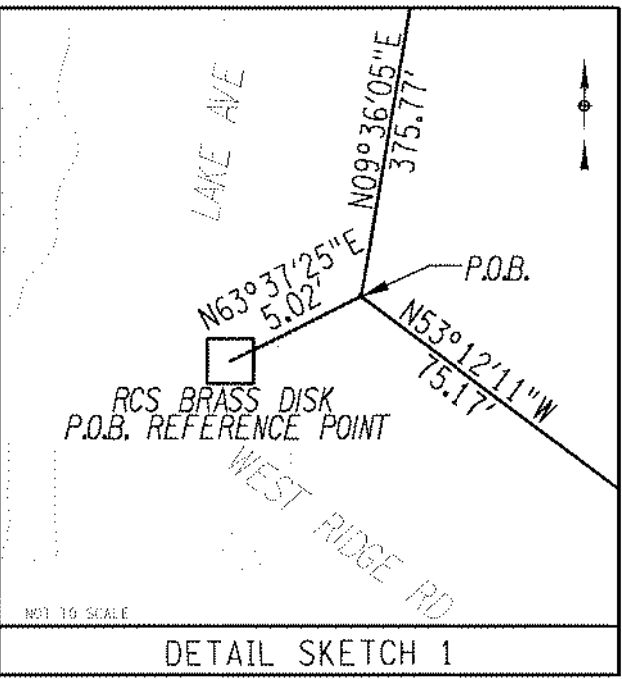 LAKE AVE
N09°36'05"E
375.77'
P.O.B.
N63°37'25"E
5.02'
N53°12'11"W
75.17'
RCS BRASS DISK
P.O.B. REFERENCE POINT
WEST RIDGE RD
NOT TO SCALE
DETAIL SKETCH 1